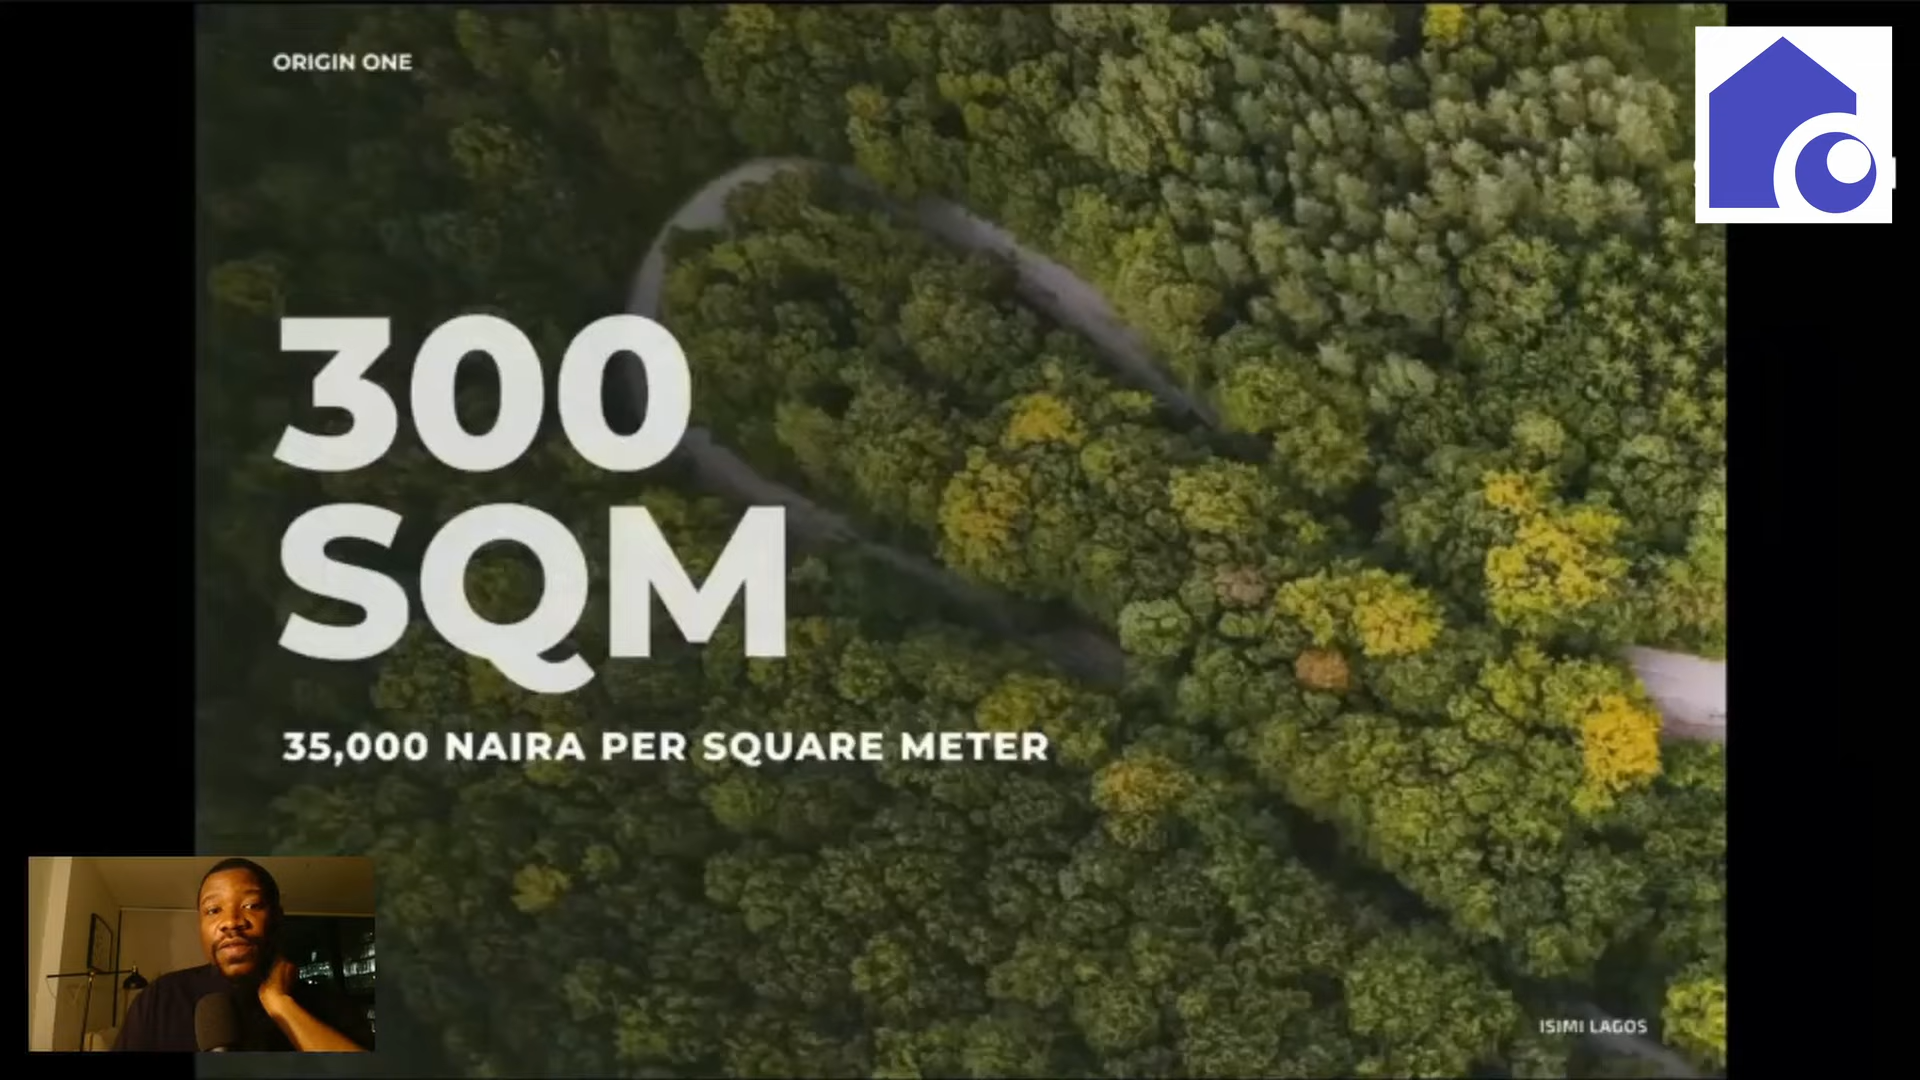 ORIGIN ONE
300
SQM
35,000 NAIRA PER SQUARE METER
ISIMI LAGOS